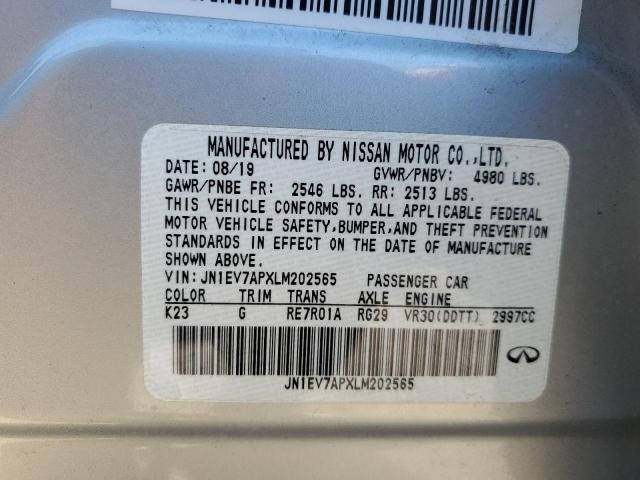 MANUFACTURED BY NISSAN MOTOR CO.,LTD.
DATE: 08/19 GVWR/PNBV: 4980 LBS.
GAWR/PNBE FR: 2546 LBS. RR: 2513 LBS.
THIS VEHICLE CONFORMS TO ALL APPLICABLE FEDERAL
MOTOR VEHICLE SAFETY,BUMPER,AND THEFT PREVENTION
STANDARDS IN EFFECT ON THE DATE OF MANUFACTURE
SHOWN ABOVE.
VIN: JN1EV7APXLM202565 PASSENGER CAR
COLOR TRIM TRANS AXLE ENGINE
K23 G RE7R01A RG29 VR30(DDTT) 2997CC
JN1EV7APXLM202565